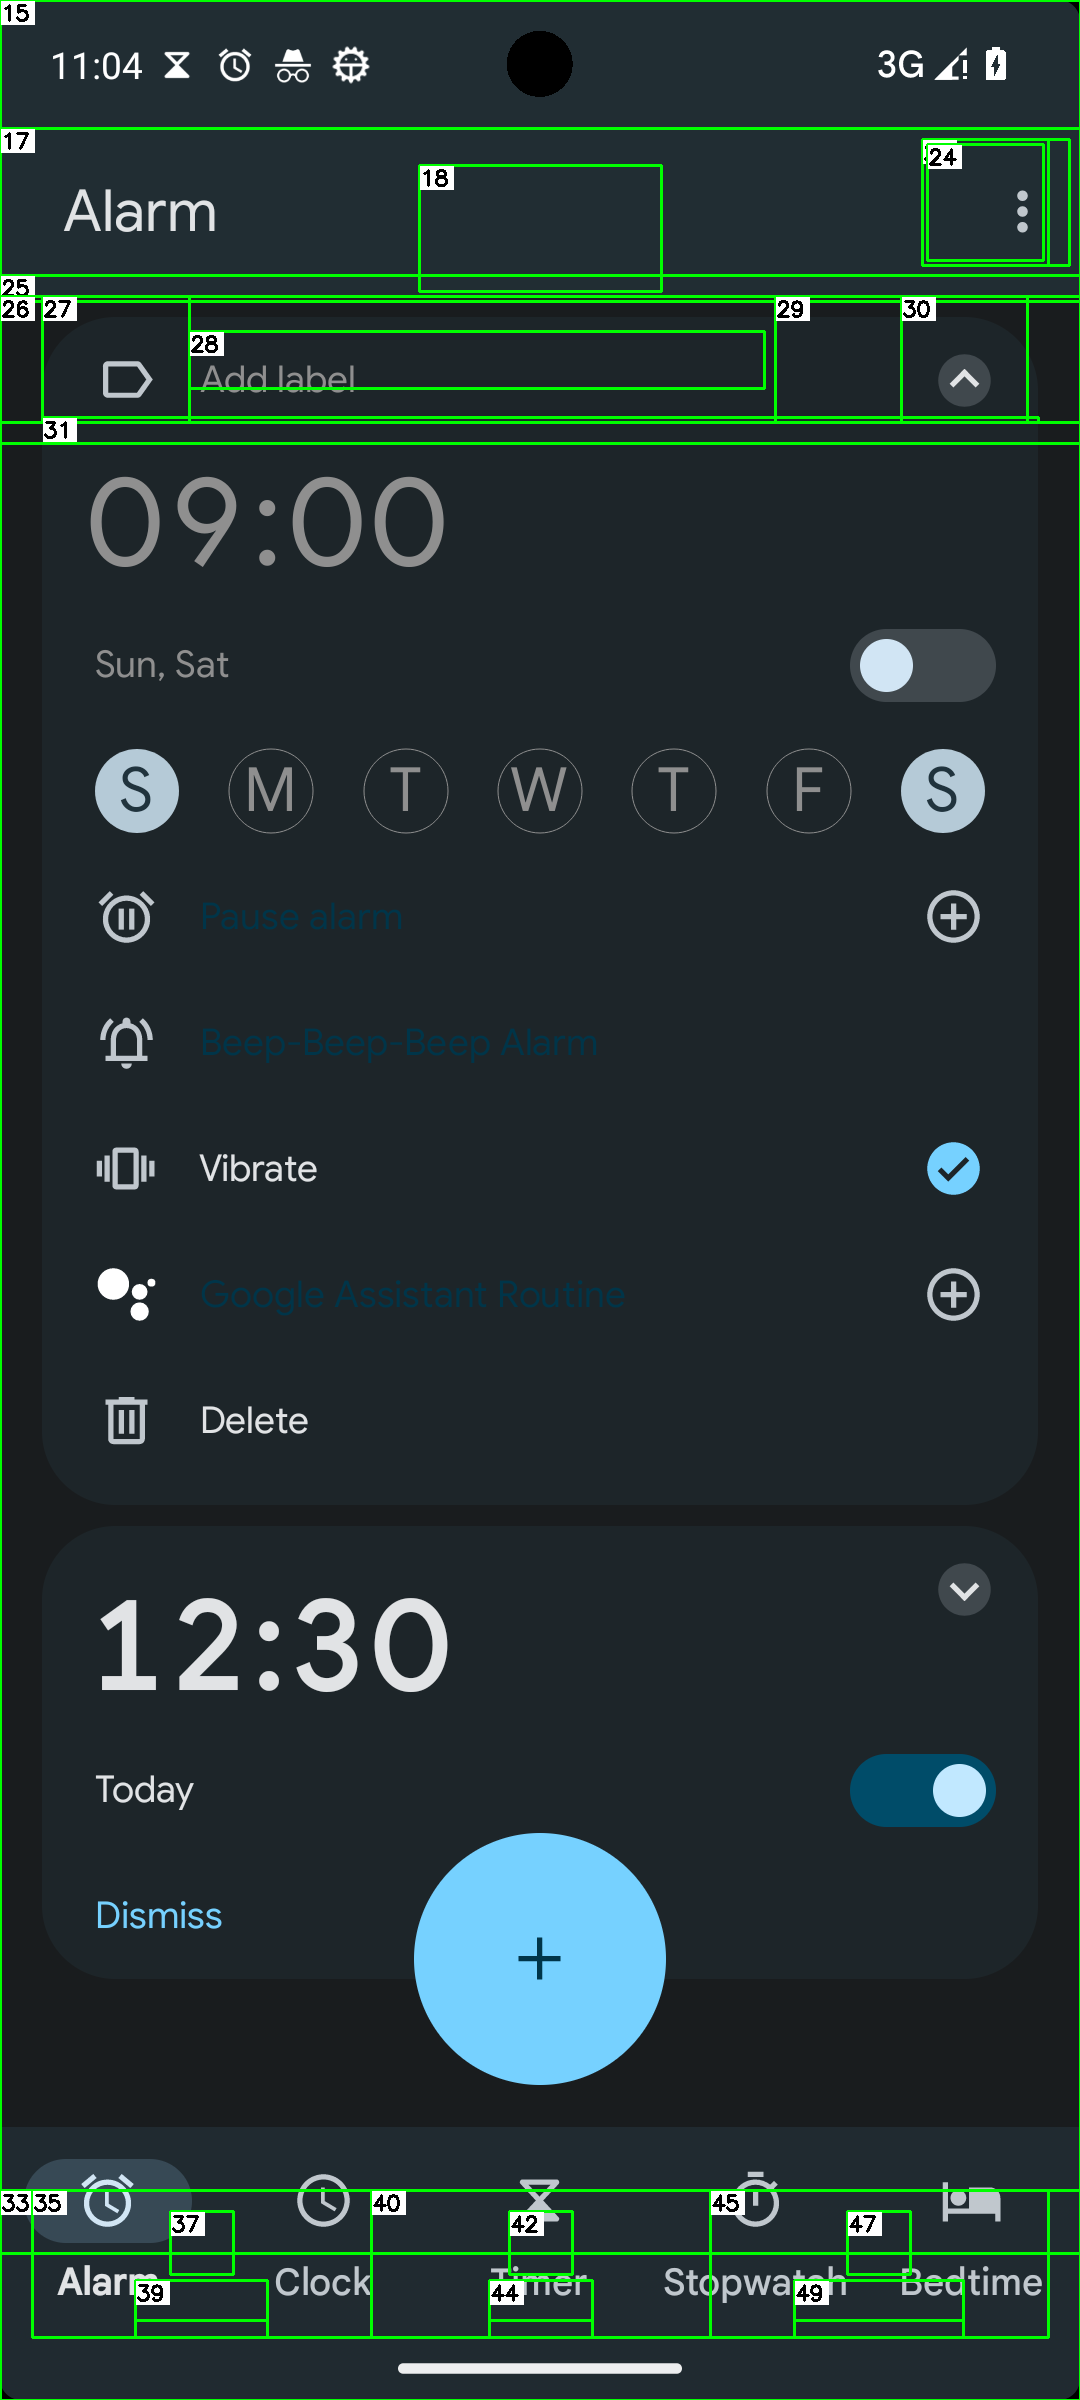 15
11:04
3G
17
Alarm
18
24
25
26
27
28
Add label
29
30
31
09:00
Sun, Sat
S M T W T F S
Pause alarm
Beep-Beep-Beep Alarm
Vibrate
Google Assistant Routine
Delete
12:30
Today
Dismiss
33
35
37
39
40
42
44
45
47
49
Alarm
Clock
Timer
Stopwatch
Bedtime